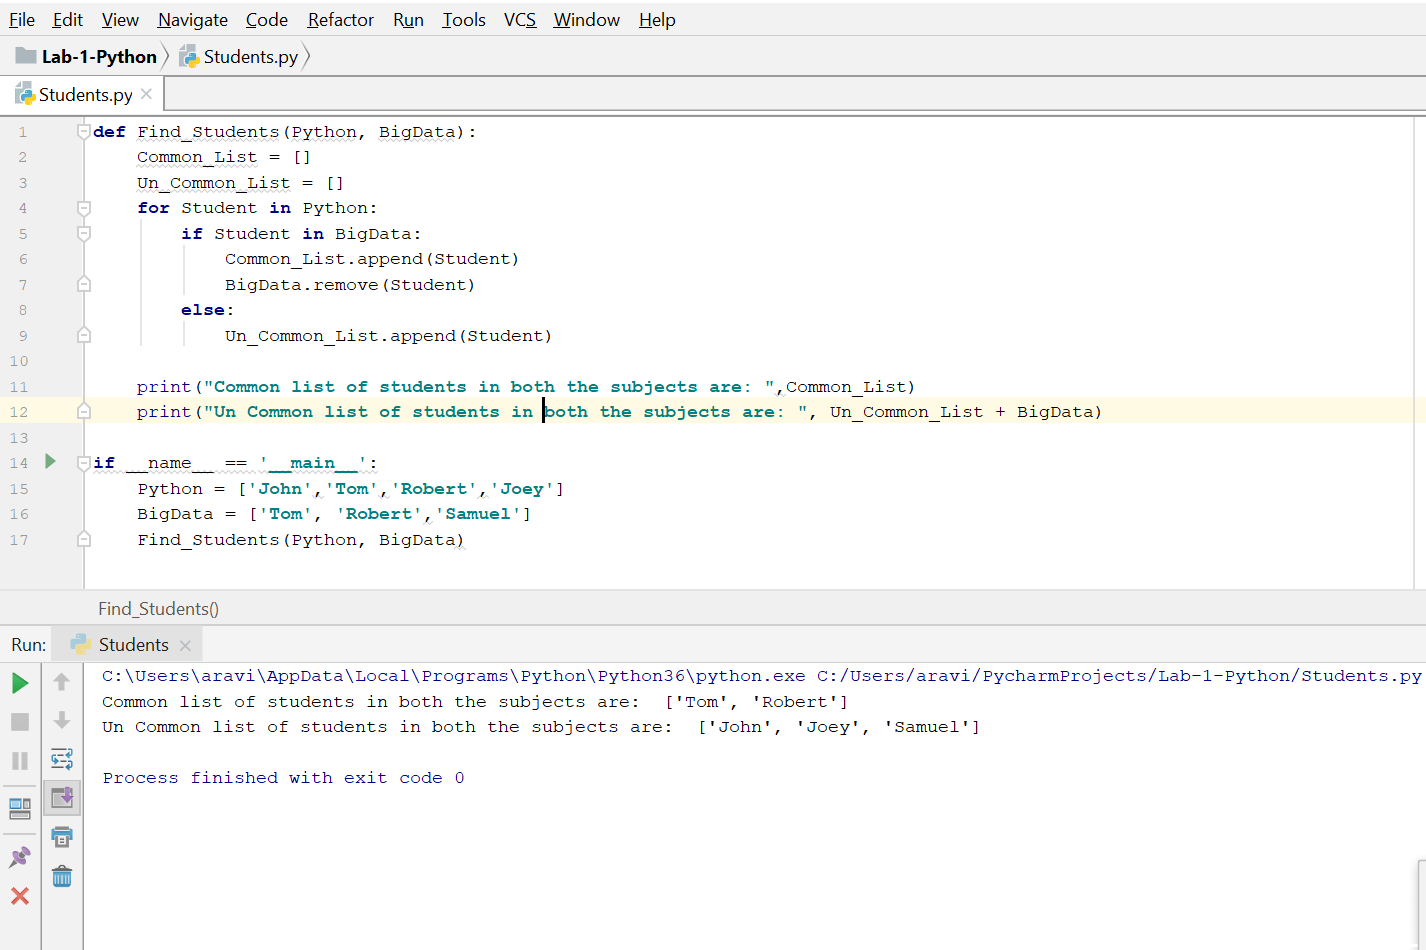 File Edit View Navigate Code Refactor Run Tools VCS Window Help
Lab-1-Python Students.py
Students.py
1 def Find_Students(Python, BigData):
2 Common_List = []
3 Un_Common_List = []
4 for Student in Python:
5 if Student in BigData:
6 Common_List.append(Student)
7 BigData.remove(Student)
8 else:
9 Un_Common_List.append(Student)
10
11 print("Common list of students in both the subjects are: ",Common_List)
12 print("Un Common list of students in both the subjects are: ", Un_Common_List + BigData)
13
14 if __name__ == '__main__':
15 Python = ['John','Tom','Robert','Joey']
16 BigData = ['Tom', 'Robert','Samuel']
17 Find_Students(Python, BigData)
Find_Students()
Run: Students
C:\Users\aravi\AppData\Local\Programs\Python\Python36\python.exe C:/Users/aravi/PycharmProjects/Lab-1-Python/Students.py
Common list of students in both the subjects are:  ['Tom', 'Robert']
Un Common list of students in both the subjects are:  ['John', 'Joey', 'Samuel']
Process finished with exit code 0